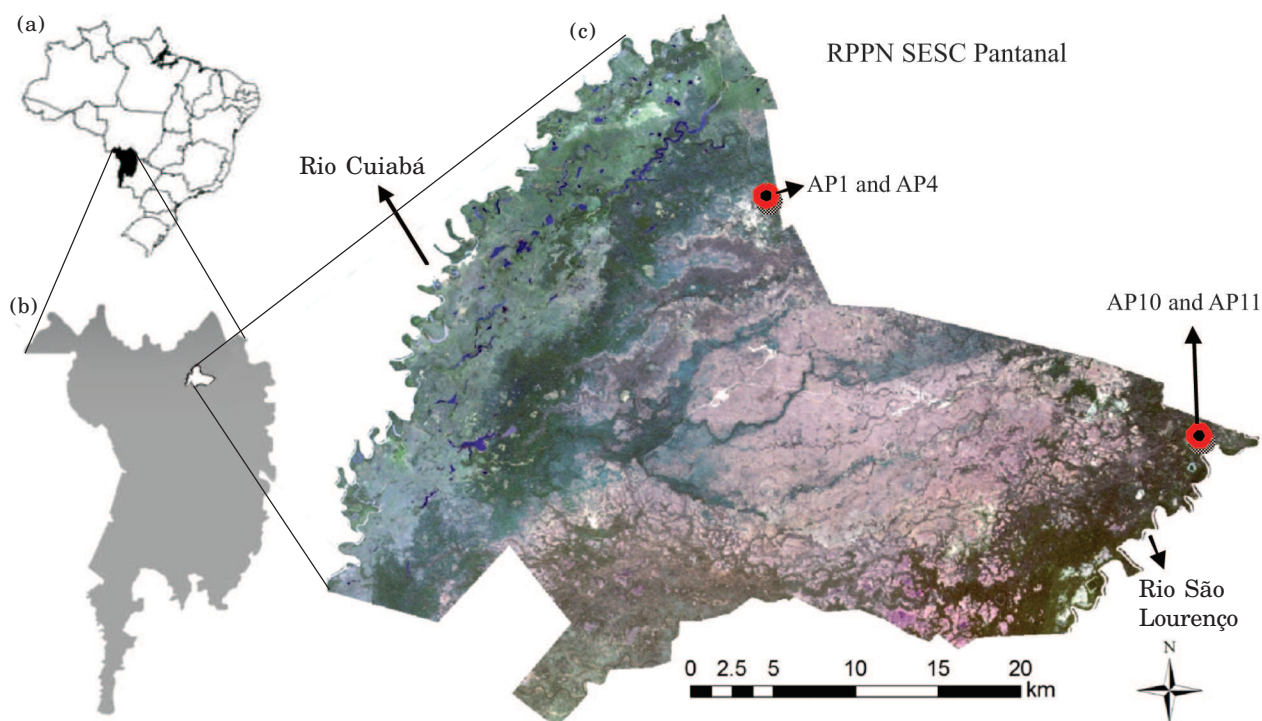 (a)
(c)
RPPN SESC Pantanal
Rio Cuiabá
AP1 and AP4
(b)
AP10 and AP11
Rio São
Lourenço
N
0 2.5 5 10 15 20
km